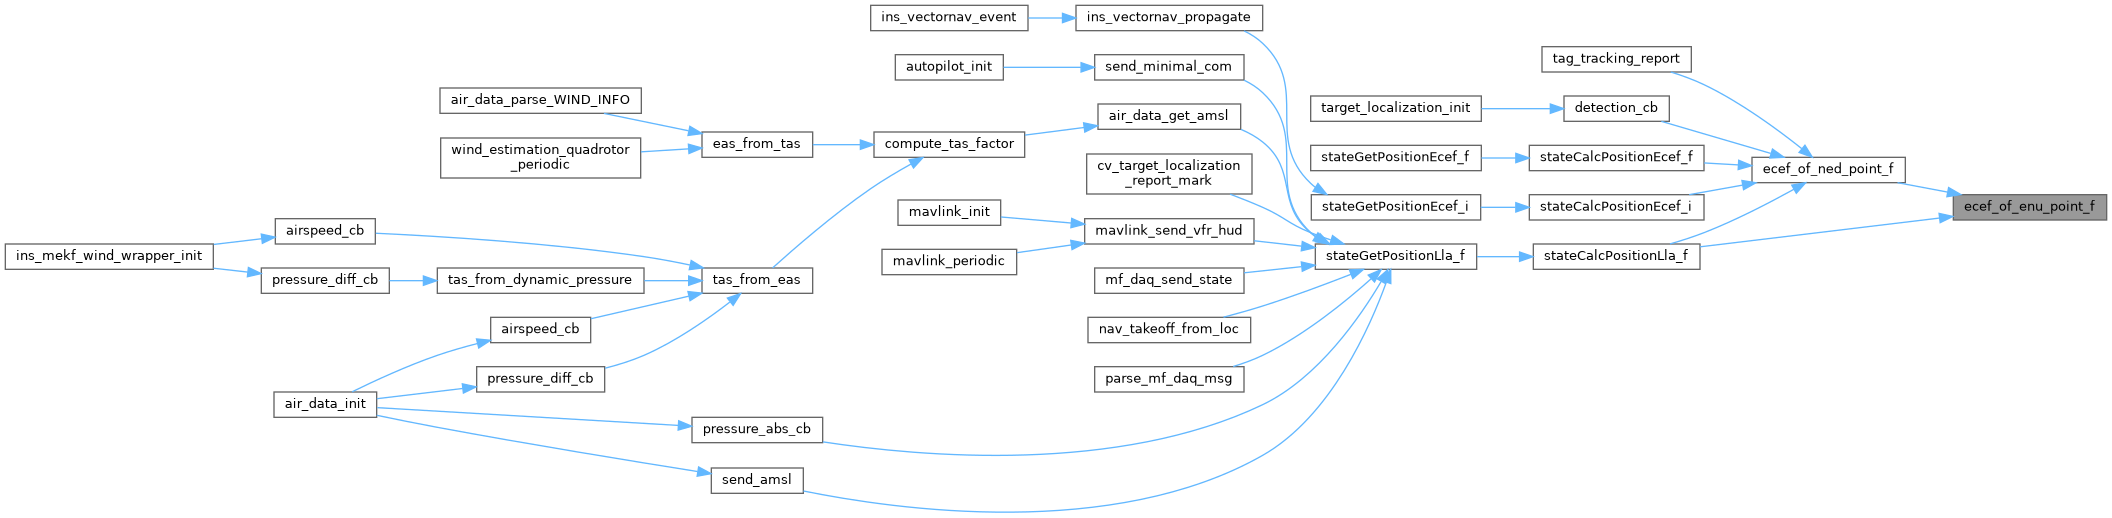 ins_vectornav_event
ins_vectornav_propagate
autopilot_init
send_minimal_com
tag_tracking_report
air_data_parse_WIND_INFO
target_localization_init
detection_cb
air_data_get_amsl
wind_estimation_quadrotor
_periodic
eas_from_tas
compute_tas_factor
cv_target_localization
_report_mark
stateGetPositionEcef_f
stateCalcPositionEcef_f
ecef_of_ned_point_f
mavlink_init
stateGetPositionEcef_i
stateCalcPositionEcef_i
ecef_of_enu_point_f
airspeed_cb
mavlink_send_vfr_hud
ins_mekf_wind_wrapper_init
mavlink_periodic
stateGetPositionLla_f
stateCalcPositionLla_f
pressure_diff_cb
tas_from_dynamic_pressure
tas_from_eas
mf_daq_send_state
airspeed_cb
nav_takeoff_from_loc
pressure_diff_cb
parse_mf_daq_msg
air_data_init
pressure_abs_cb
send_amsl